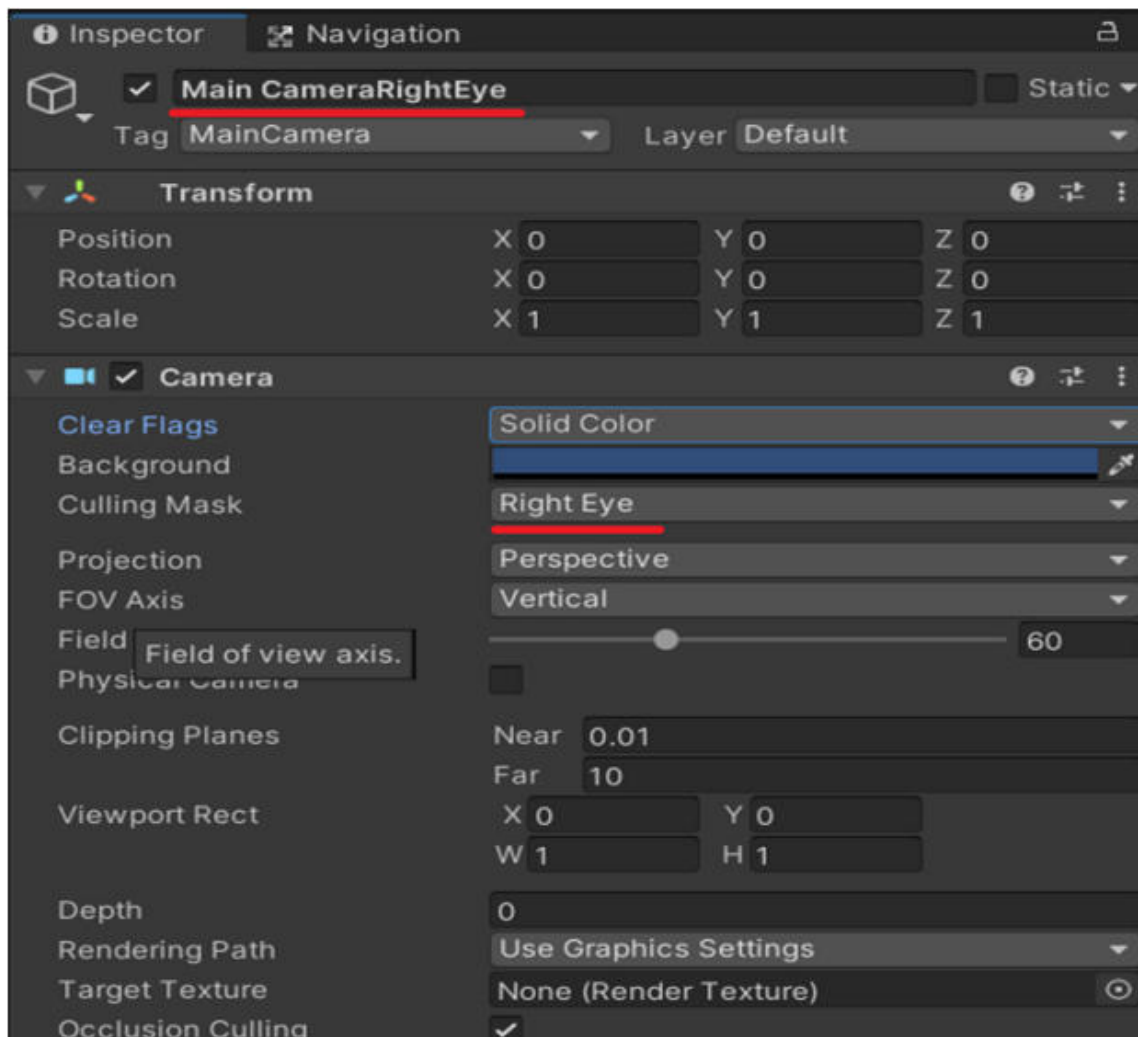 Inspector Navigation
Main CameraRightEye Static
Tag MainCamera Layer Default
Transform
Position X 0 Y 0 Z 0
Rotation X 0 Y 0 Z 0
Scale X 1 Y 1 Z 1
Camera
Clear Flags Solid Color
Background
Culling Mask Right Eye
Projection Perspective
FOV Axis Vertical
Field 60
Field of view axis.
Physical Camera
Clipping Planes Near 0.01
Far 10
Viewport Rect X 0 Y 0
W 1 H 1
Depth 0
Rendering Path Use Graphics Settings
Target Texture None (Render Texture)
Occlusion Culling